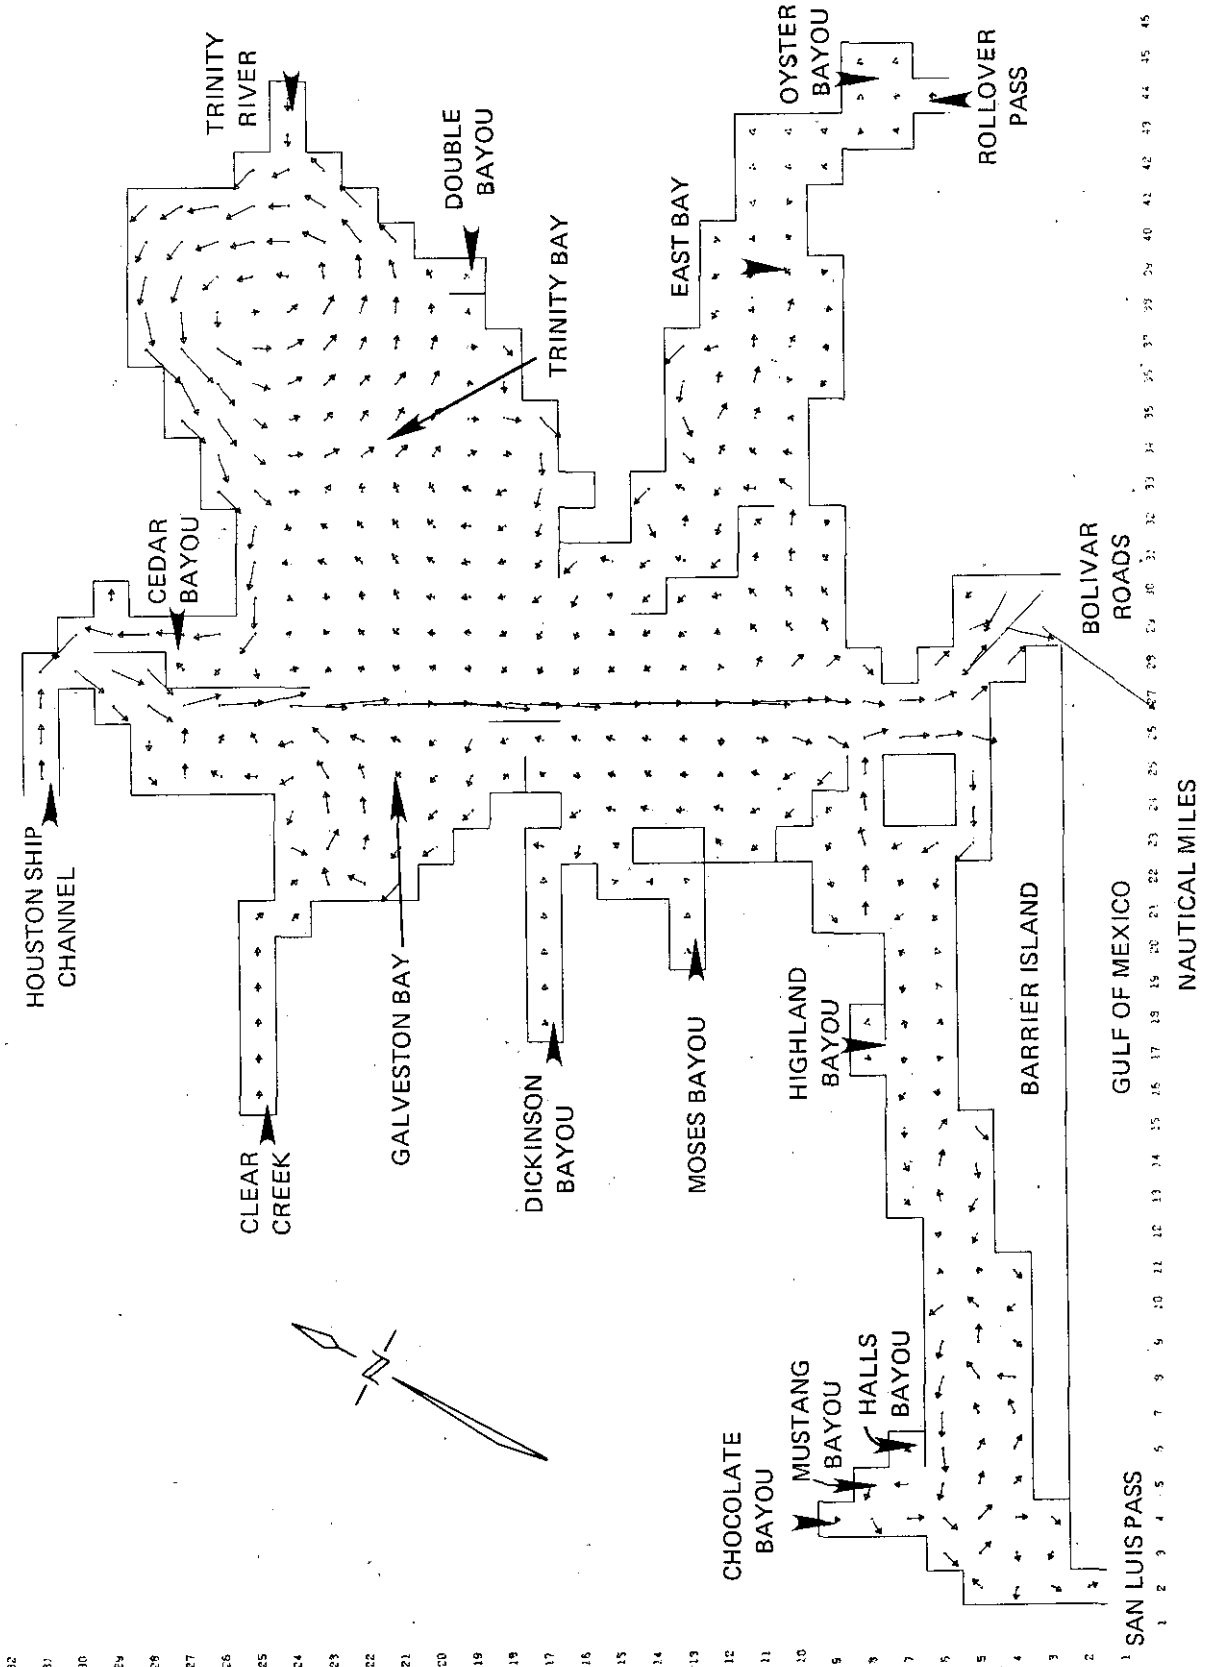 HOUSTON SHIP
CHANNEL
CEDAR
BAYOU
TRINITY
RIVER
DOUBLE
BAYOU
TRINITY BAY
EAST BAY
OYSTER
BAYOU
ROLLOVER
PASS
CLEAR
CREEK
GALVESTON BAY
DICKINSON
BAYOU
MOSES BAYOU
HIGHLAND
BAYOU
BOLIVAR
ROADS
CHOCOLATE
BAYOU
MUSTANG
BAYOU
HALLS
BAYOU
BARRIER ISLAND
GULF OF MEXICO
SAN LUIS PASS
NAUTICAL MILES
N